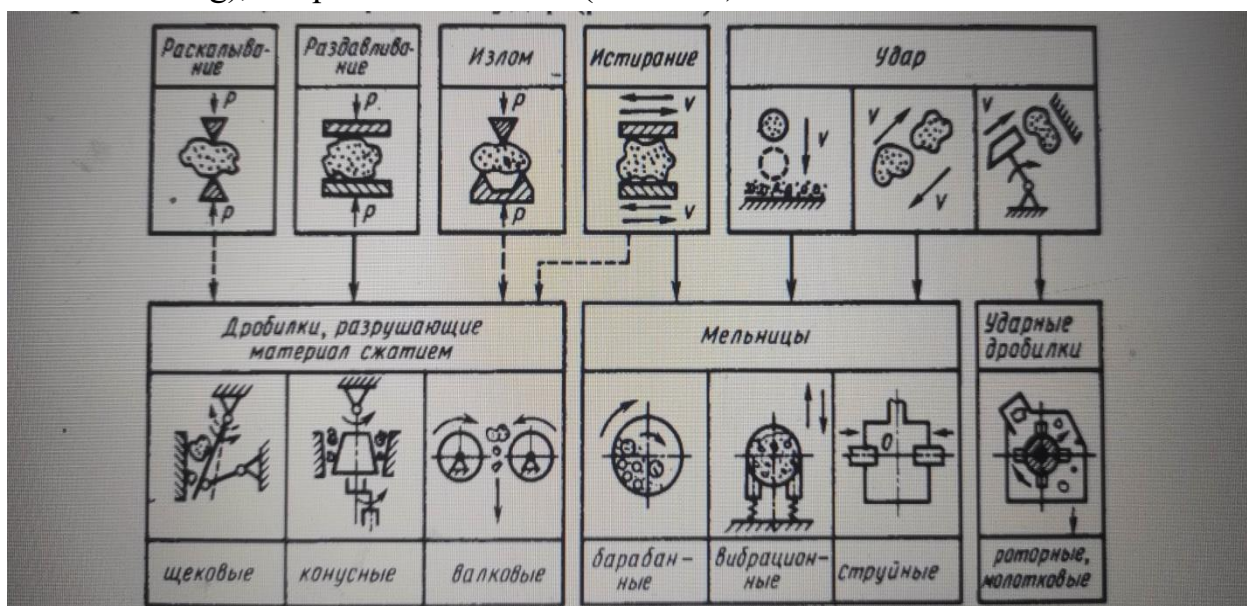 Раскалыва-
ние
Раздавлива-
ние
Излом
Истирание
Удар
P
P
P
V
V
V
V
P
P
P
V
V
Дробилки, разрушающие
материал сжатием
Мельницы
Ударные
дробилки
щековые
конусные
валковые
барабан-
ные
вибрацион-
ные
струйные
роторные,
молотковые